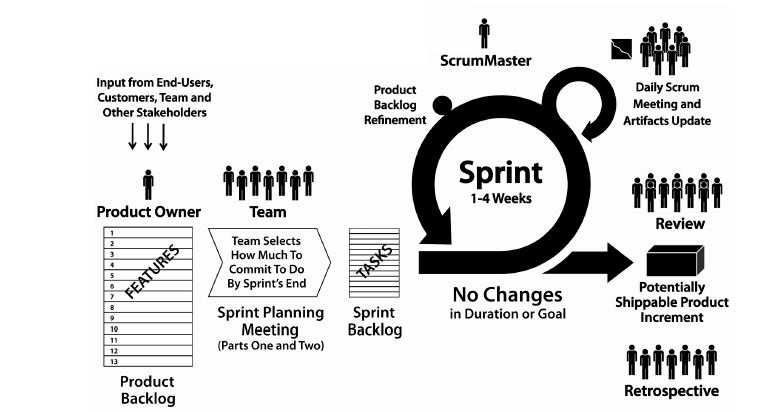 Input from End-Users,
Customers, Team and
Other Stakeholders
Product Owner
1
2
3
4
5
6
7
8
9
10
11
12
13
FEATURES
Product
Backlog
Team
Team Selects
How Much To
Commit To Do
By Sprint's End
Sprint Planning
Meeting
(Parts One and Two)
TASKS
Sprint
Backlog
ScrumMaster
Product
Backlog
Refinement
Sprint
1-4 Weeks
No Changes
in Duration or Goal
Daily Scrum
Meeting and
Artifacts Update
Review
Potentially
Shippable Product
Increment
Retrospective